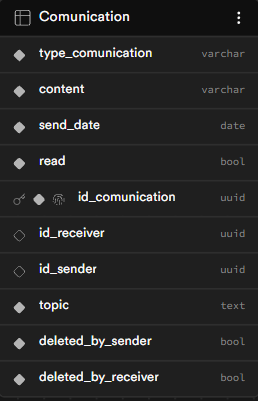 Comunication
type_comunication varchar
content varchar
send_date date
read bool
id_comunication uuid
id_receiver uuid
id_sender uuid
topic text
deleted_by_sender bool
deleted_by_receiver bool